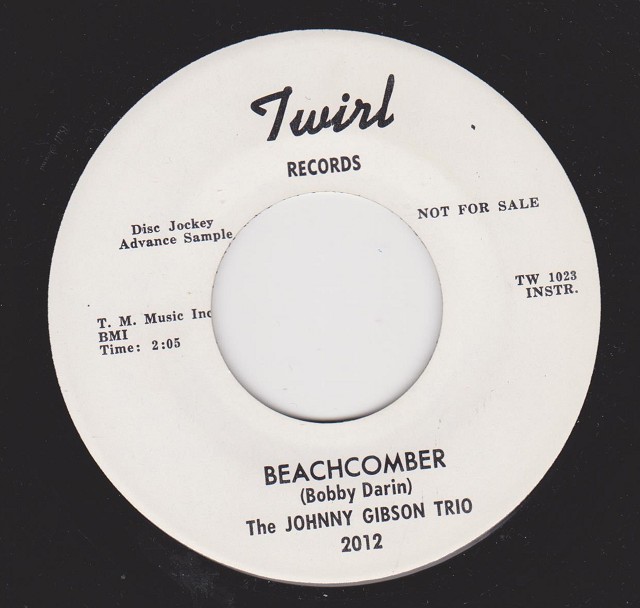 Twirl
RECORDS
Disc Jockey
Advance Sample
NOT FOR SALE
TW 1023
INSTR.
T. M. Music Inc
BMI
Time: 2:05
BEACHCOMBER
(Bobby Darin)
The JOHNNY GIBSON TRIO
2012